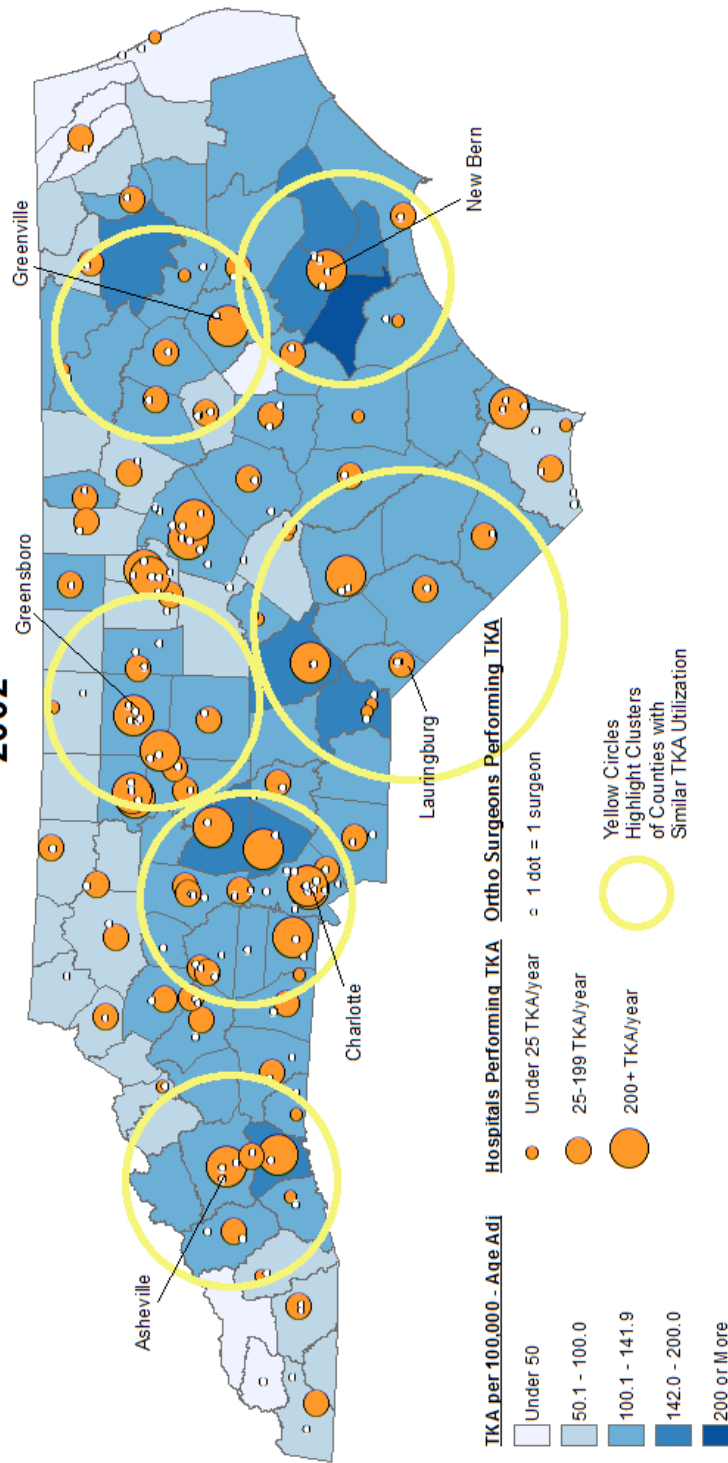 2002
Asheville
Charlotte
Greensboro
Greenville
New Bern
Lauringburg
TKA per 100,000 - Age Adj
Under 50
50.1 - 100.0
100.1 - 141.9
142.0 - 200.0
200 or More
Hospitals Performing TKA
Under 25 TKA/year
25-199 TKA/year
200+ TKA/year
Ortho Surgeons Performing TKA
1 dot = 1 surgeon
Yellow Circles
Highlight Clusters
of Counties with
Similar TKA Utilization